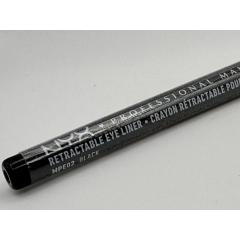 NYX PROFESSIONAL MA
RETRACTABLE EYE LINER • CRAYON RÉTRACTABLE POU
MPE02 BLACK